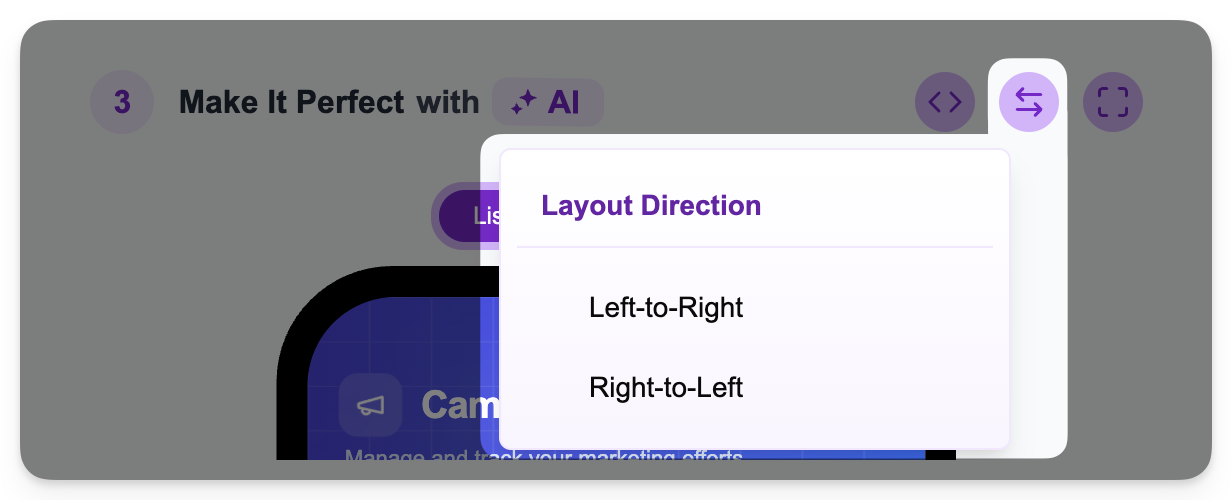 3 Make It Perfect with AI
Lis
Layout Direction
Left-to-Right
Right-to-Left
Cam
Manage and track your marketing efforts